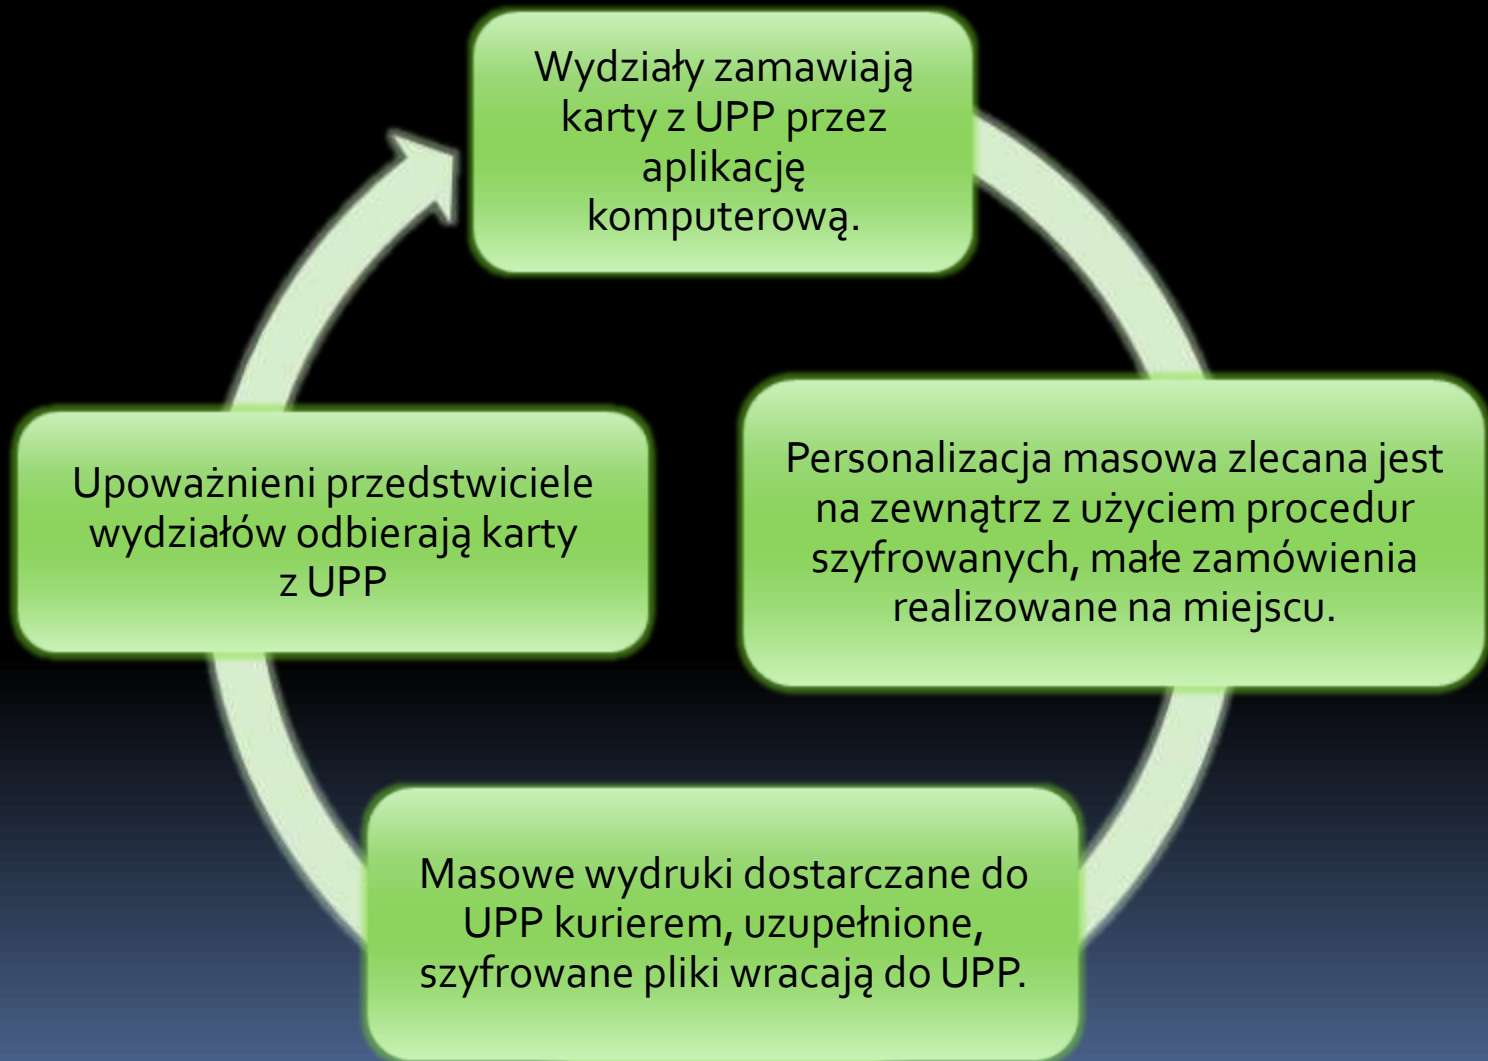 Wydziały zamawiają
karty z UPP przez
aplikację
komputerową.
Personalizacja masowa zlecana jest
na zewnątrz z użyciem procedur
szyfrowanych, małe zamówienia
realizowane na miejscu.
Masowe wydruki dostarczane do
UPP kurierem, uzupełnione,
szyfrowane pliki wracają do UPP.
Upoważnieni przedstwiciele
wydziałów odbierają karty
z UPP